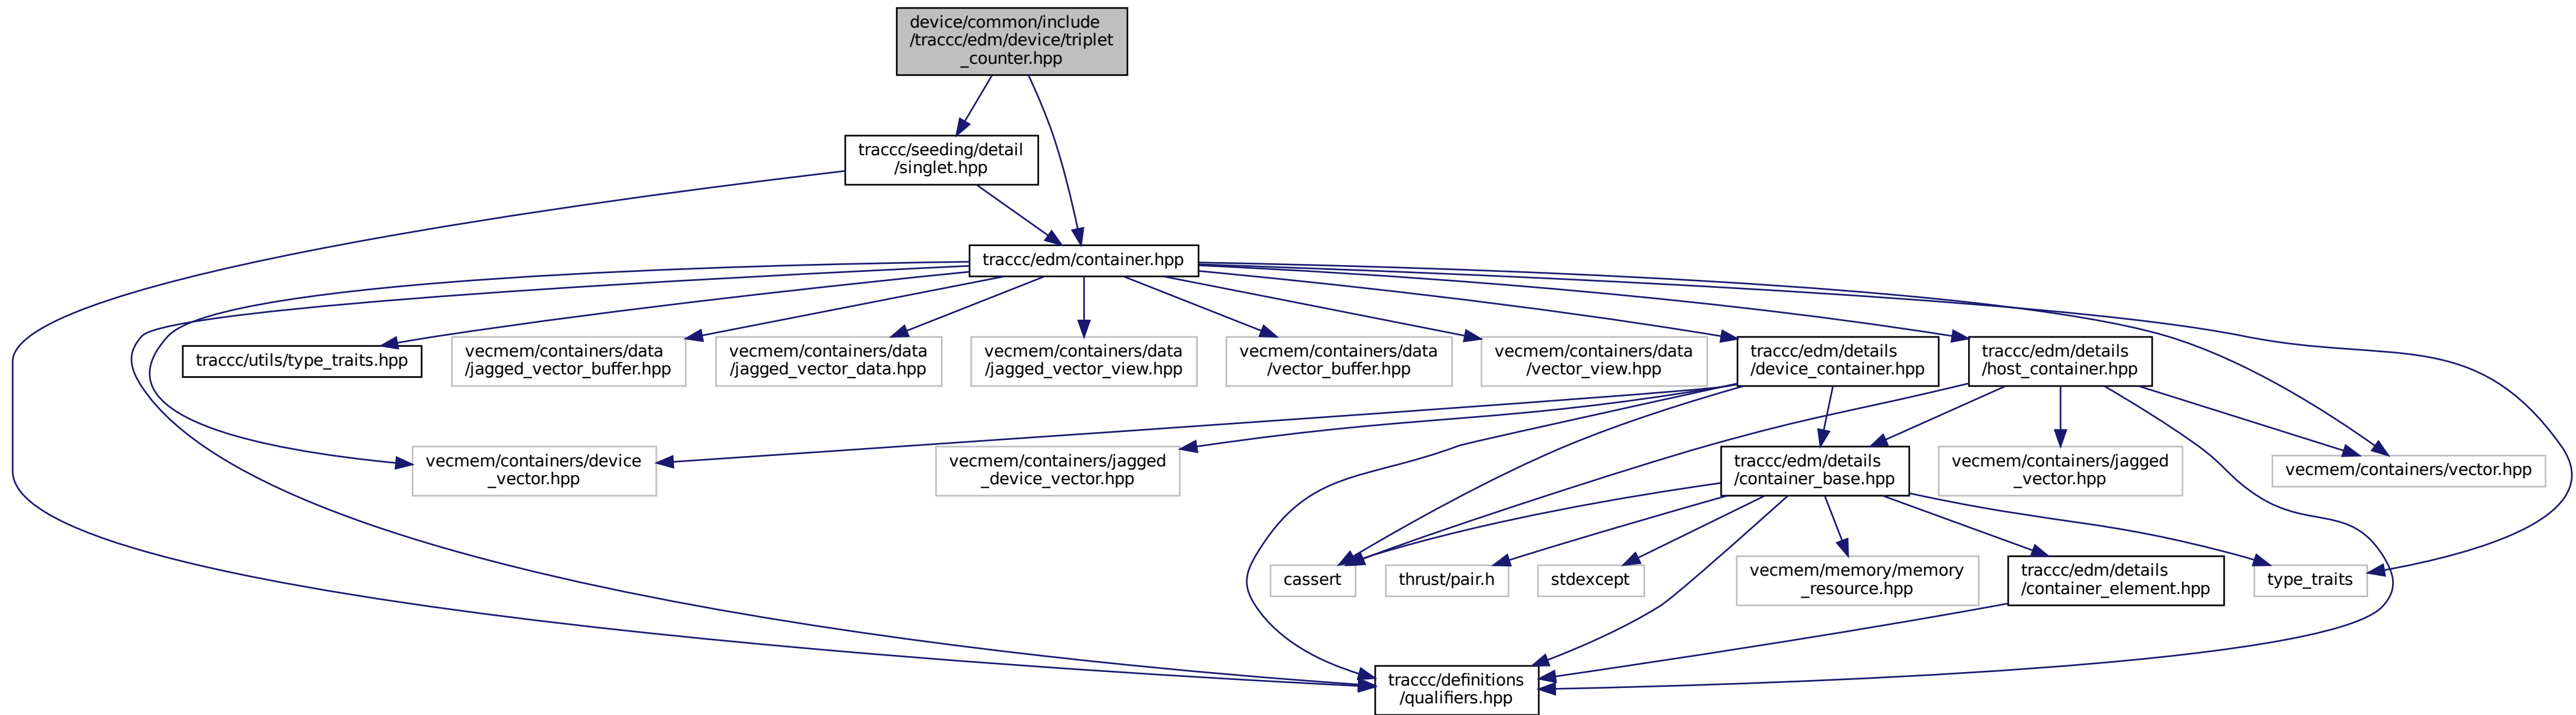 device/common/include
/traccc/edm/device/triplet
_counter.hpp
traccc/seeding/detail
/singlet.hpp
traccc/edm/container.hpp
traccc/utils/type_traits.hpp
vecmem/containers/data
/jagged_vector_buffer.hpp
vecmem/containers/data
/jagged_vector_data.hpp
vecmem/containers/data
/jagged_vector_view.hpp
vecmem/containers/data
/vector_buffer.hpp
vecmem/containers/data
/vector_view.hpp
traccc/edm/details
/device_container.hpp
traccc/edm/details
/host_container.hpp
vecmem/containers/device
_vector.hpp
vecmem/containers/jagged
_device_vector.hpp
traccc/edm/details
/container_base.hpp
vecmem/containers/jagged
_vector.hpp
vecmem/containers/vector.hpp
cassert
thrust/pair.h
stdexcept
vecmem/memory/memory
_resource.hpp
traccc/edm/details
/container_element.hpp
type_traits
traccc/definitions
/qualifiers.hpp